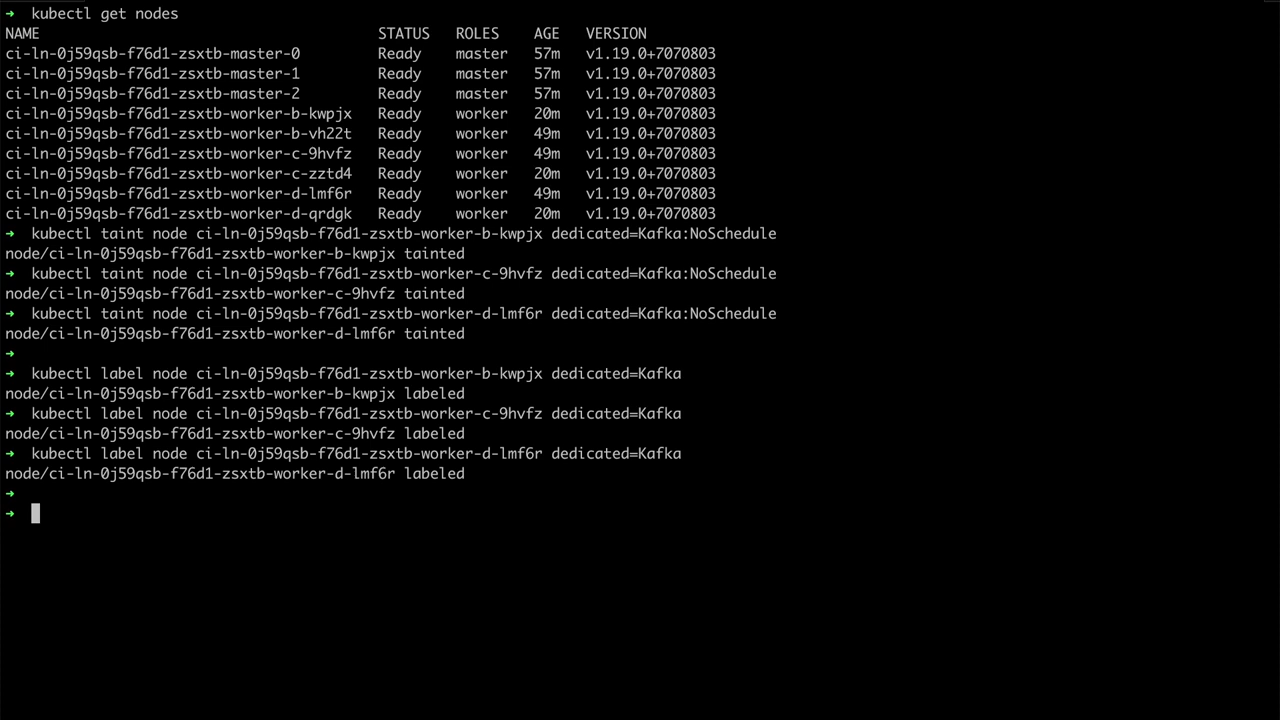 ➜ kubectl get nodes
NAME STATUS ROLES AGE VERSION
ci-ln-0j59qsb-f76d1-zsxtb-master-0 Ready master 57m v1.19.0+7070803
ci-ln-0j59qsb-f76d1-zsxtb-master-1 Ready master 57m v1.19.0+7070803
ci-ln-0j59qsb-f76d1-zsxtb-master-2 Ready master 57m v1.19.0+7070803
ci-ln-0j59qsb-f76d1-zsxtb-worker-b-kwpjx Ready worker 20m v1.19.0+7070803
ci-ln-0j59qsb-f76d1-zsxtb-worker-b-vh22t Ready worker 49m v1.19.0+7070803
ci-ln-0j59qsb-f76d1-zsxtb-worker-c-9hvfz Ready worker 49m v1.19.0+7070803
ci-ln-0j59qsb-f76d1-zsxtb-worker-c-zztd4 Ready worker 20m v1.19.0+7070803
ci-ln-0j59qsb-f76d1-zsxtb-worker-d-lmf6r Ready worker 49m v1.19.0+7070803
ci-ln-0j59qsb-f76d1-zsxtb-worker-d-qrdgk Ready worker 20m v1.19.0+7070803
➜ kubectl taint node ci-ln-0j59qsb-f76d1-zsxtb-worker-b-kwpjx dedicated=Kafka:NoSchedule
node/ci-ln-0j59qsb-f76d1-zsxtb-worker-b-kwpjx tainted
➜ kubectl taint node ci-ln-0j59qsb-f76d1-zsxtb-worker-c-9hvfz dedicated=Kafka:NoSchedule
node/ci-ln-0j59qsb-f76d1-zsxtb-worker-c-9hvfz tainted
➜ kubectl taint node ci-ln-0j59qsb-f76d1-zsxtb-worker-d-lmf6r dedicated=Kafka:NoSchedule
node/ci-ln-0j59qsb-f76d1-zsxtb-worker-d-lmf6r tainted
➜
➜ kubectl label node ci-ln-0j59qsb-f76d1-zsxtb-worker-b-kwpjx dedicated=Kafka
node/ci-ln-0j59qsb-f76d1-zsxtb-worker-b-kwpjx labeled
➜ kubectl label node ci-ln-0j59qsb-f76d1-zsxtb-worker-c-9hvfz dedicated=Kafka
node/ci-ln-0j59qsb-f76d1-zsxtb-worker-c-9hvfz labeled
➜ kubectl label node ci-ln-0j59qsb-f76d1-zsxtb-worker-d-lmf6r dedicated=Kafka
node/ci-ln-0j59qsb-f76d1-zsxtb-worker-d-lmf6r labeled
➜
➜